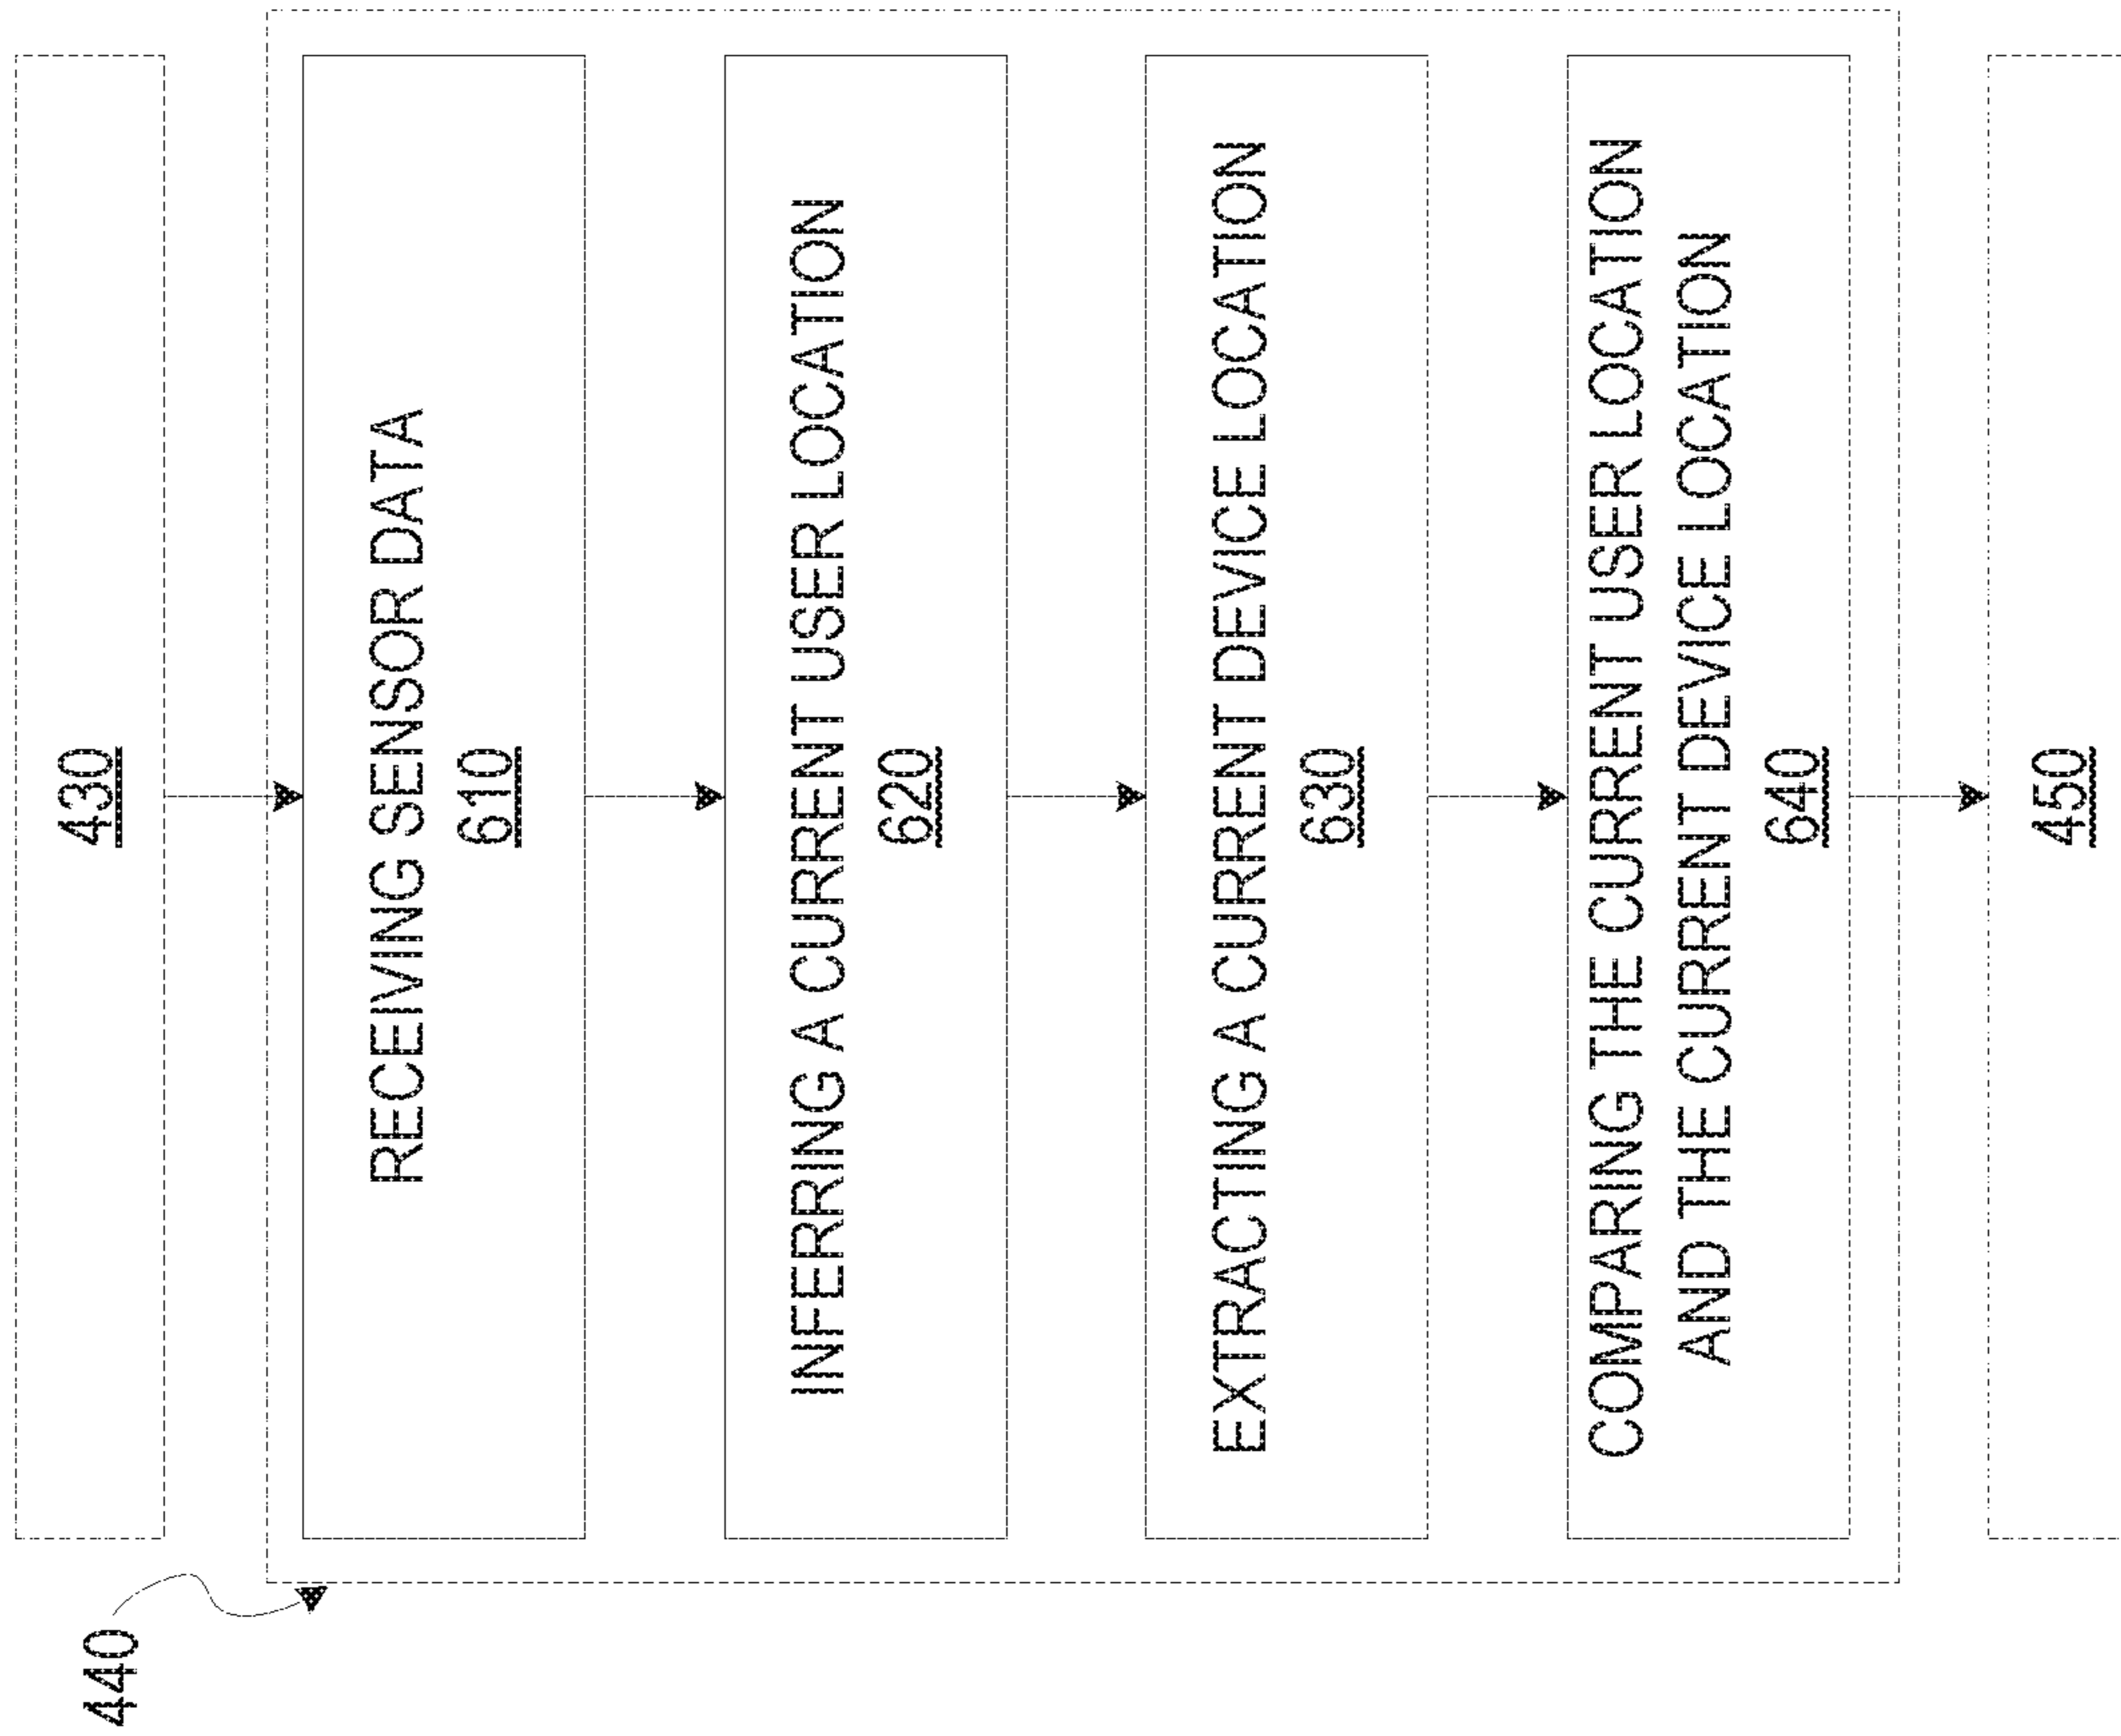 440
430
RECEIVING SENSOR DATA
610
INFERRING A CURRENT USER LOCATION
620
EXTRACTING A CURRENT DEVICE LOCATION
630
COMPARING THE CURRENT USER LOCATION
AND THE CURRENT DEVICE LOCATION
640
450